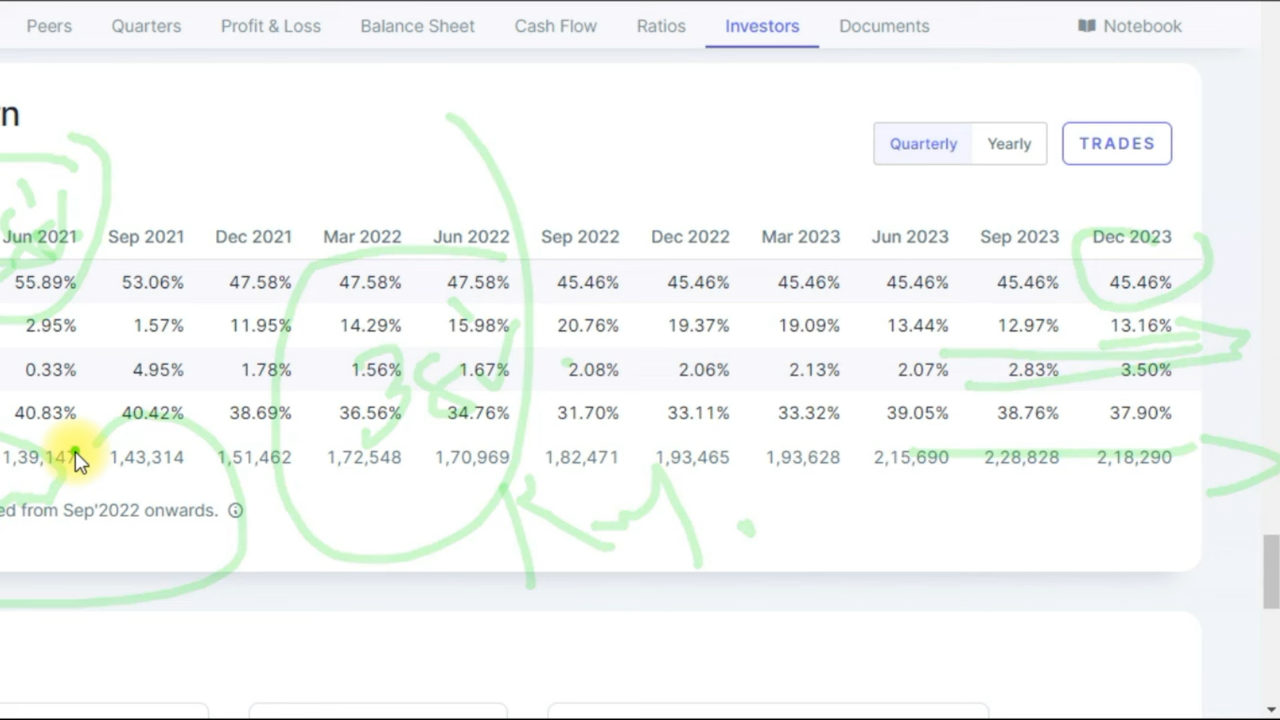 Peers Quarters Profit & Loss Balance Sheet Cash Flow Ratios Investors Documents Notebook
rn
Quarterly Yearly TRADES
Jun 2021 Sep 2021 Dec 2021 Mar 2022 Jun 2022 Sep 2022 Dec 2022 Mar 2023 Jun 2023 Sep 2023 Dec 2023
55.89% 53.06% 47.58% 47.58% 47.58% 45.46% 45.46% 45.46% 45.46% 45.46% 45.46%
2.95% 1.57% 11.95% 14.29% 15.98% 20.76% 19.37% 19.09% 13.44% 12.97% 13.16%
0.33% 4.95% 1.78% 1.56% 1.67% 2.08% 2.06% 2.13% 2.07% 2.83% 3.50%
40.83% 40.42% 38.69% 36.56% 34.76% 31.70% 33.11% 33.32% 39.05% 38.76% 37.90%
1,39,147 1,43,314 1,51,462 1,72,548 1,70,969 1,82,471 1,93,465 1,93,628 2,15,690 2,28,828 2,18,290
ed from Sep'2022 onwards.